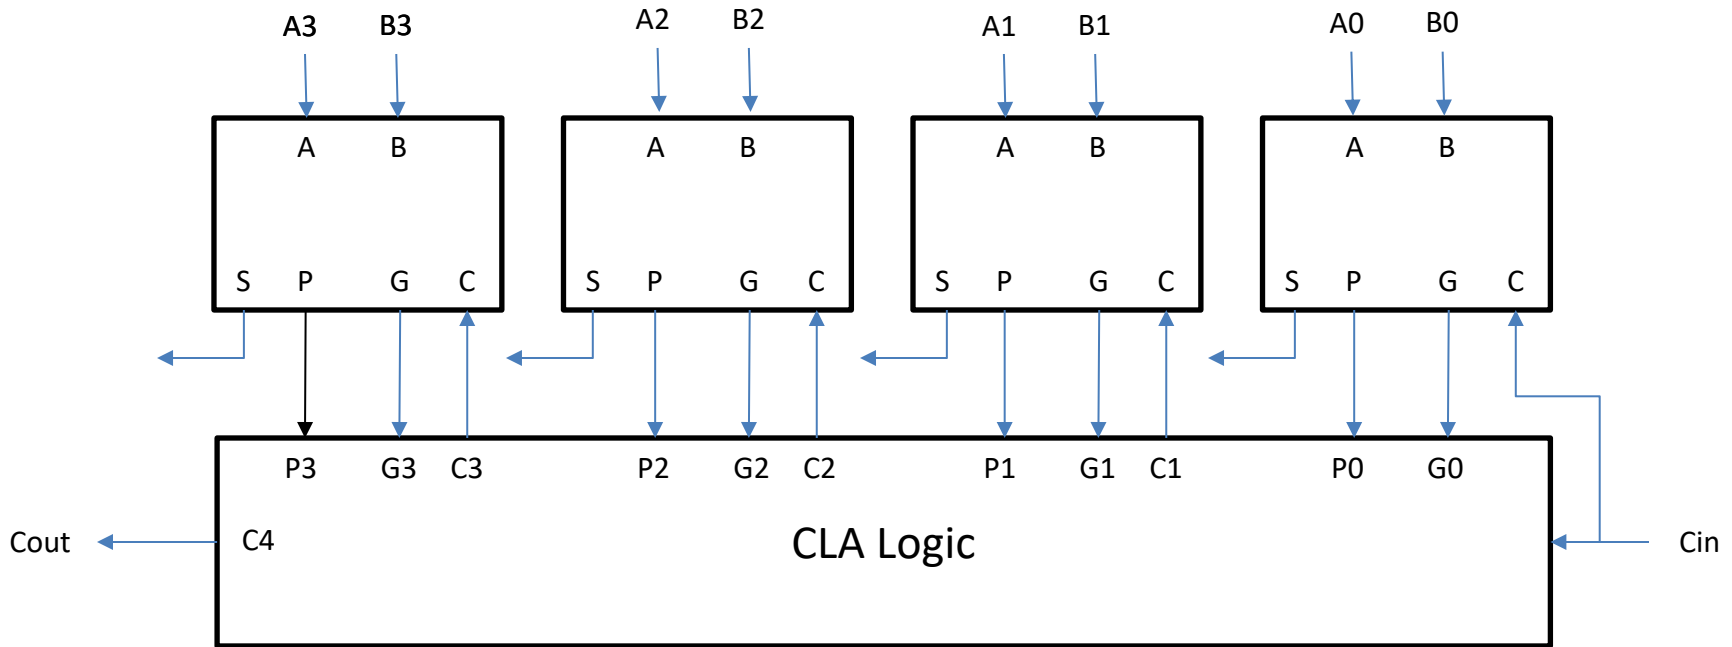 A3 B3 A2 B2 A1 B1 A0 B0
A B A B A B A B
S P G C S P G C S P G C S P G C
P3 G3 C3 P2 G2 C2 P1 G1 C1 P0 G0
Cout C4 CLA Logic Cin